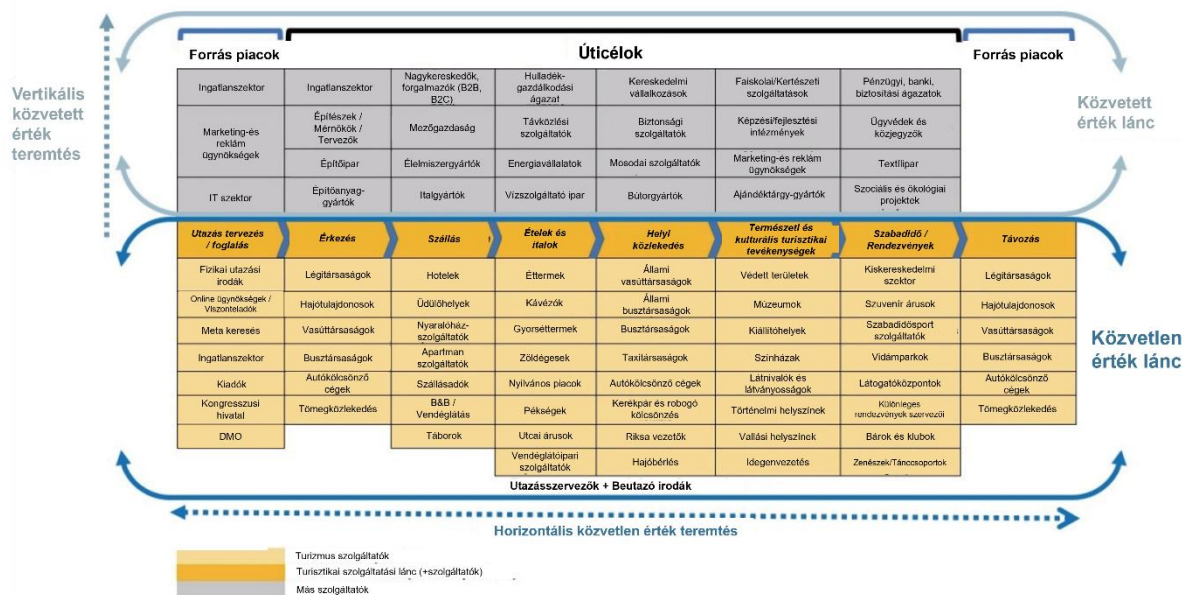 Forrás piacok
Úticélok
Forrás piacok
Vertikális
közvetett
érték
teremtés
Közvetett
érték lánc
Ingatlanszektor
Ingatlanszektor
Nagykereskedők,
forgalmazók (B2B,
B2C)
Hulladék-
gazdálkodási
ágazat
Kereskedelmi
vállalkozások
Faiskolai/Kertészeti
szolgáltatások
Pénzügyi, banki,
biztosítási ágazatok
Marketing-és
reklám
ügynökségek
Építészek /
Mérnökök /
Tervezők
Mezőgazdaság
Távközlési
szolgáltatók
Biztonsági
szolgáltatók
Képzési/fejlesztési
intézmények
Ügyvédek és
közjegyzők
Építőipar
Élelmiszergyártók
Energiavállalatok
Mosodai szolgáltatók
Marketing-és reklám
ügynökségek
Textilipar
IT szektor
Építőanyag-
gyártók
Italgyártók
Vízszolgáltató ipar
Bútorgyártók
Ajándéktárgy-gyártók
Szociális és ökológiai
projektek
Utazás tervezés
/ foglalás
Érkezés
Szállás
Ételek és
italok
Helyi
közlekedés
Természeti és
kulturális turisztikai
tevékenységek
Szabadidő /
Rendezvények
Távozás
Fizikai utazási
irodák
Légitársaságok
Hotelek
Éttermek
Állami
vasúttársaságok
Védett területek
Kiskereskedelmi
szektor
Légitársaságok
Online ügynökségek /
Viszonteladók
Hajótulajdonosok
Üdülőhelyek
Kávézók
Állami
busztársaságok
Múzeumok
Szuvenír árusok
Hajótulajdonosok
Meta keresés
Vasúttársaságok
Nyaralóház-
szolgáltatók
Gyorséttermek
Busztársaságok
Kiállítóhelyek
Szabadidősport
szolgáltatók
Vasúttársaságok
Ingatlanszektor
Busztársaságok
Apartman
szolgáltatók
Zöldégesek
Taxitársaságok
Színházak
Vidámparkok
Busztársaságok
Kiadók
Autókölcsönző
cégek
Szállásadók
Nyilvános piacok
Autókölcsönző cégek
Látnivalók és
látványosságok
Látogatóközpontok
Autókölcsönző
cégek
Kongresszusi
hivatal
Tömegközlekedés
B&B /
Vendéglátás
Pékségek
Kerékpár és robogó
kölcsönzés
Történelmi helyszínek
Különleges
rendezvények szervezői
Tömegközlekedés
DMO
Táborok
Utcai árusok
Riksa vezetők
Vallási helyszínek
Bárok és klubok
Vendéglátóipari
szolgáltatók
Hajóbérlés
Idegenvezetés
Zenészek/Tánccsoportok
Közvetlen
érték lánc
Utazásszervezők + Beutazó irodák
Horizontális közvetlen érték teremtés
Turizmus szolgáltatók
Turisztikai szolgáltatási lánc (+szolgáltatók)
Más szolgáltatók